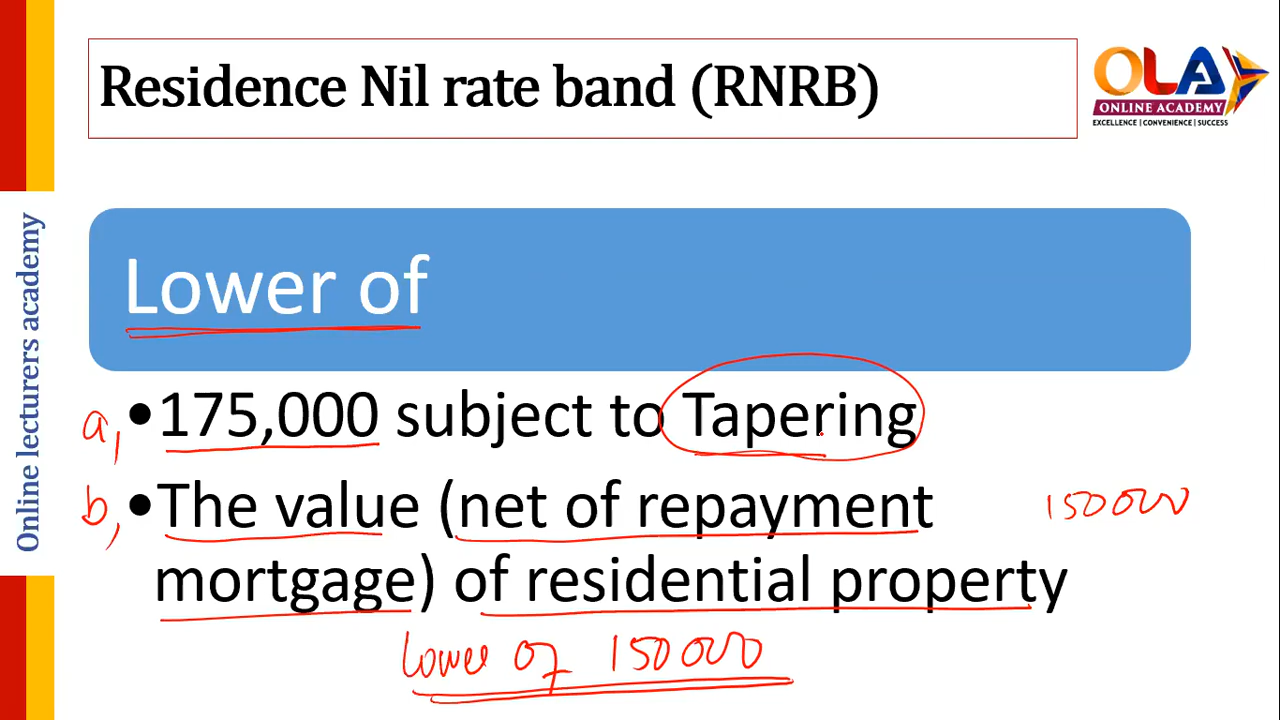 Residence Nil rate band (RNRB)
OLA
ONLINE ACADEMY
EXCELLENCE | CONVENIENCE | SUCCESS
Online lecturers academy
Lower of
a, •175,000 subject to Tapering
b, •The value (net of repayment
150000
mortgage) of residential property
lower of 150000